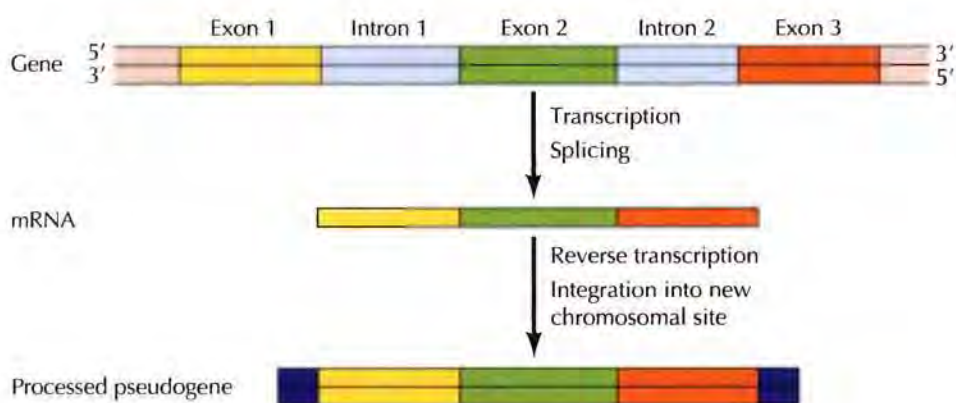 Exon 1 Intron 1 Exon 2 Intron 2 Exon 3
Gene 5′ 3′
3′ 5′
Transcription
Splicing
mRNA
Reverse transcription
Integration into new
chromosomal site
Processed pseudogene